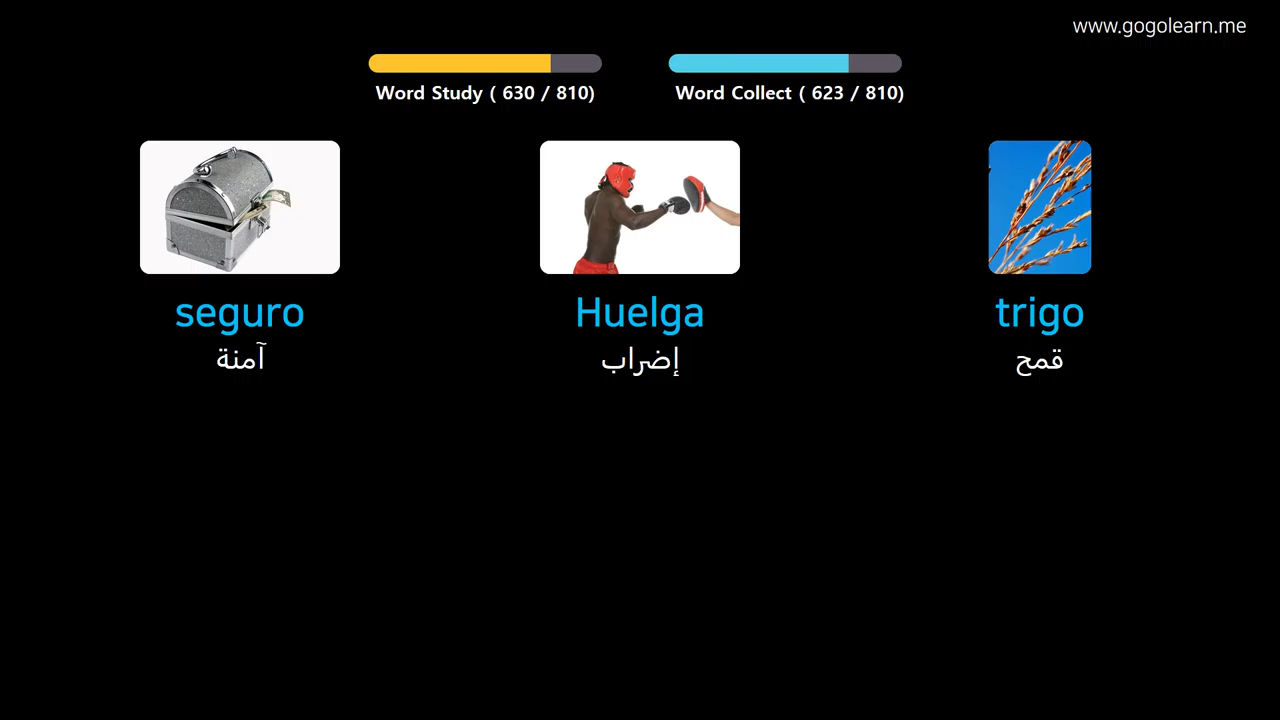 www.gogolearn.me
Word Study ( 630 / 810)
Word Collect ( 623 / 810)
seguro
Huelga
trigo
آمنة
إضراب
قمح